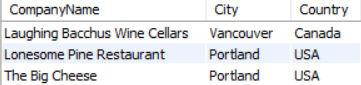 CompanyName City Country
Laughing Bacchus Wine Cellars Vancouver Canada
Lonesome Pine Restaurant Portland USA
The Big Cheese Portland USA